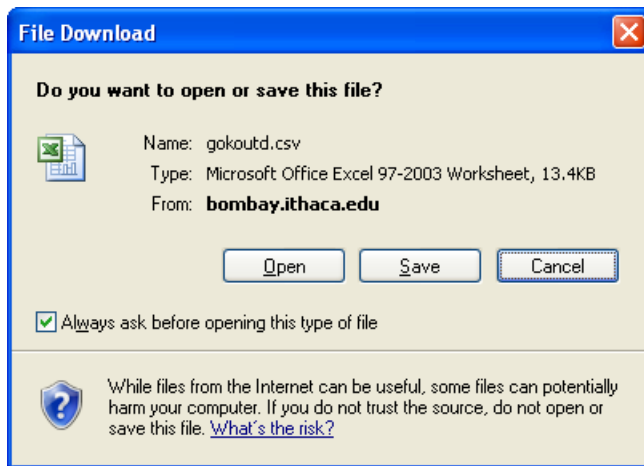 File Download
Do you want to open or save this file?
Name: gokoutd.csv
Type: Microsoft Office Excel 97-2003 Worksheet, 13.4KB
From: bombay.ithaca.edu
Open Save Cancel
Always ask before opening this type of file
While files from the Internet can be useful, some files can potentially
harm your computer. If you do not trust the source, do not open or
save this file. What's the risk?